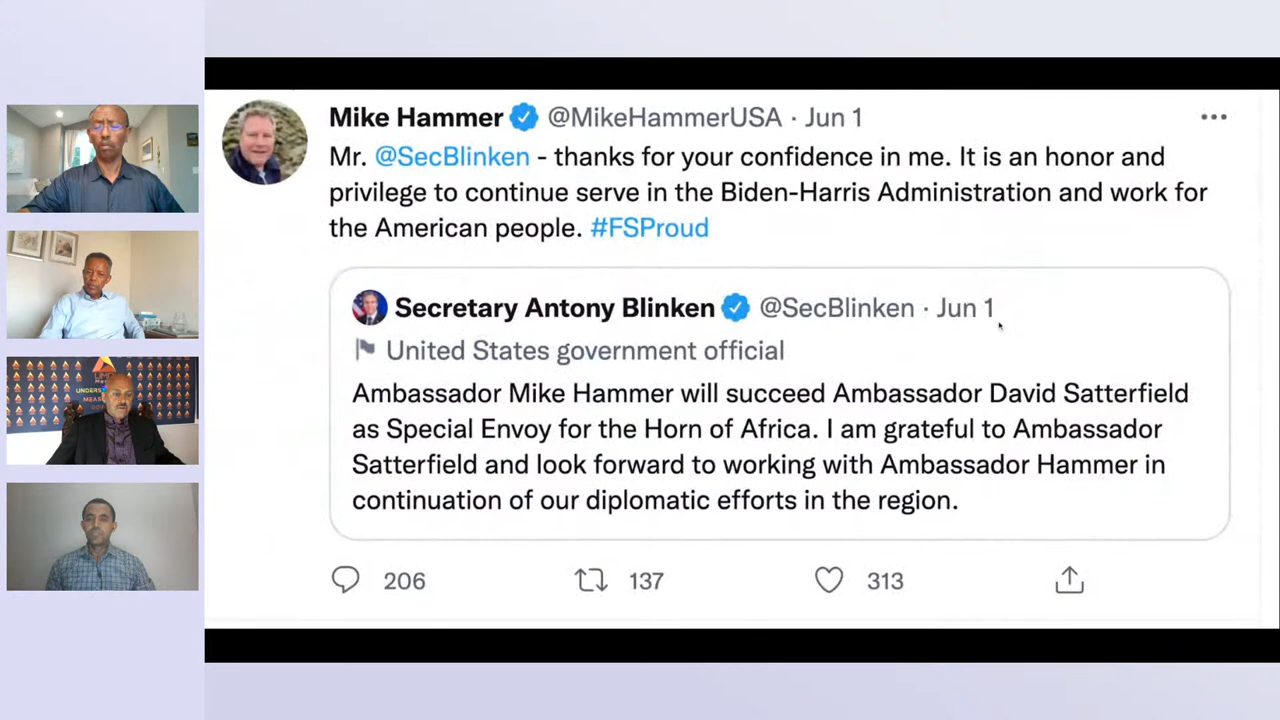 Mike Hammer @MikeHammerUSA · Jun 1
Mr. @SecBlinken - thanks for your confidence in me. It is an honor and
privilege to continue serve in the Biden-Harris Administration and work for
the American people. #FSProud
Secretary Antony Blinken @SecBlinken · Jun 1
United States government official
Ambassador Mike Hammer will succeed Ambassador David Satterfield
as Special Envoy for the Horn of Africa. I am grateful to Ambassador
Satterfield and look forward to working with Ambassador Hammer in
continuation of our diplomatic efforts in the region.
206 137 313